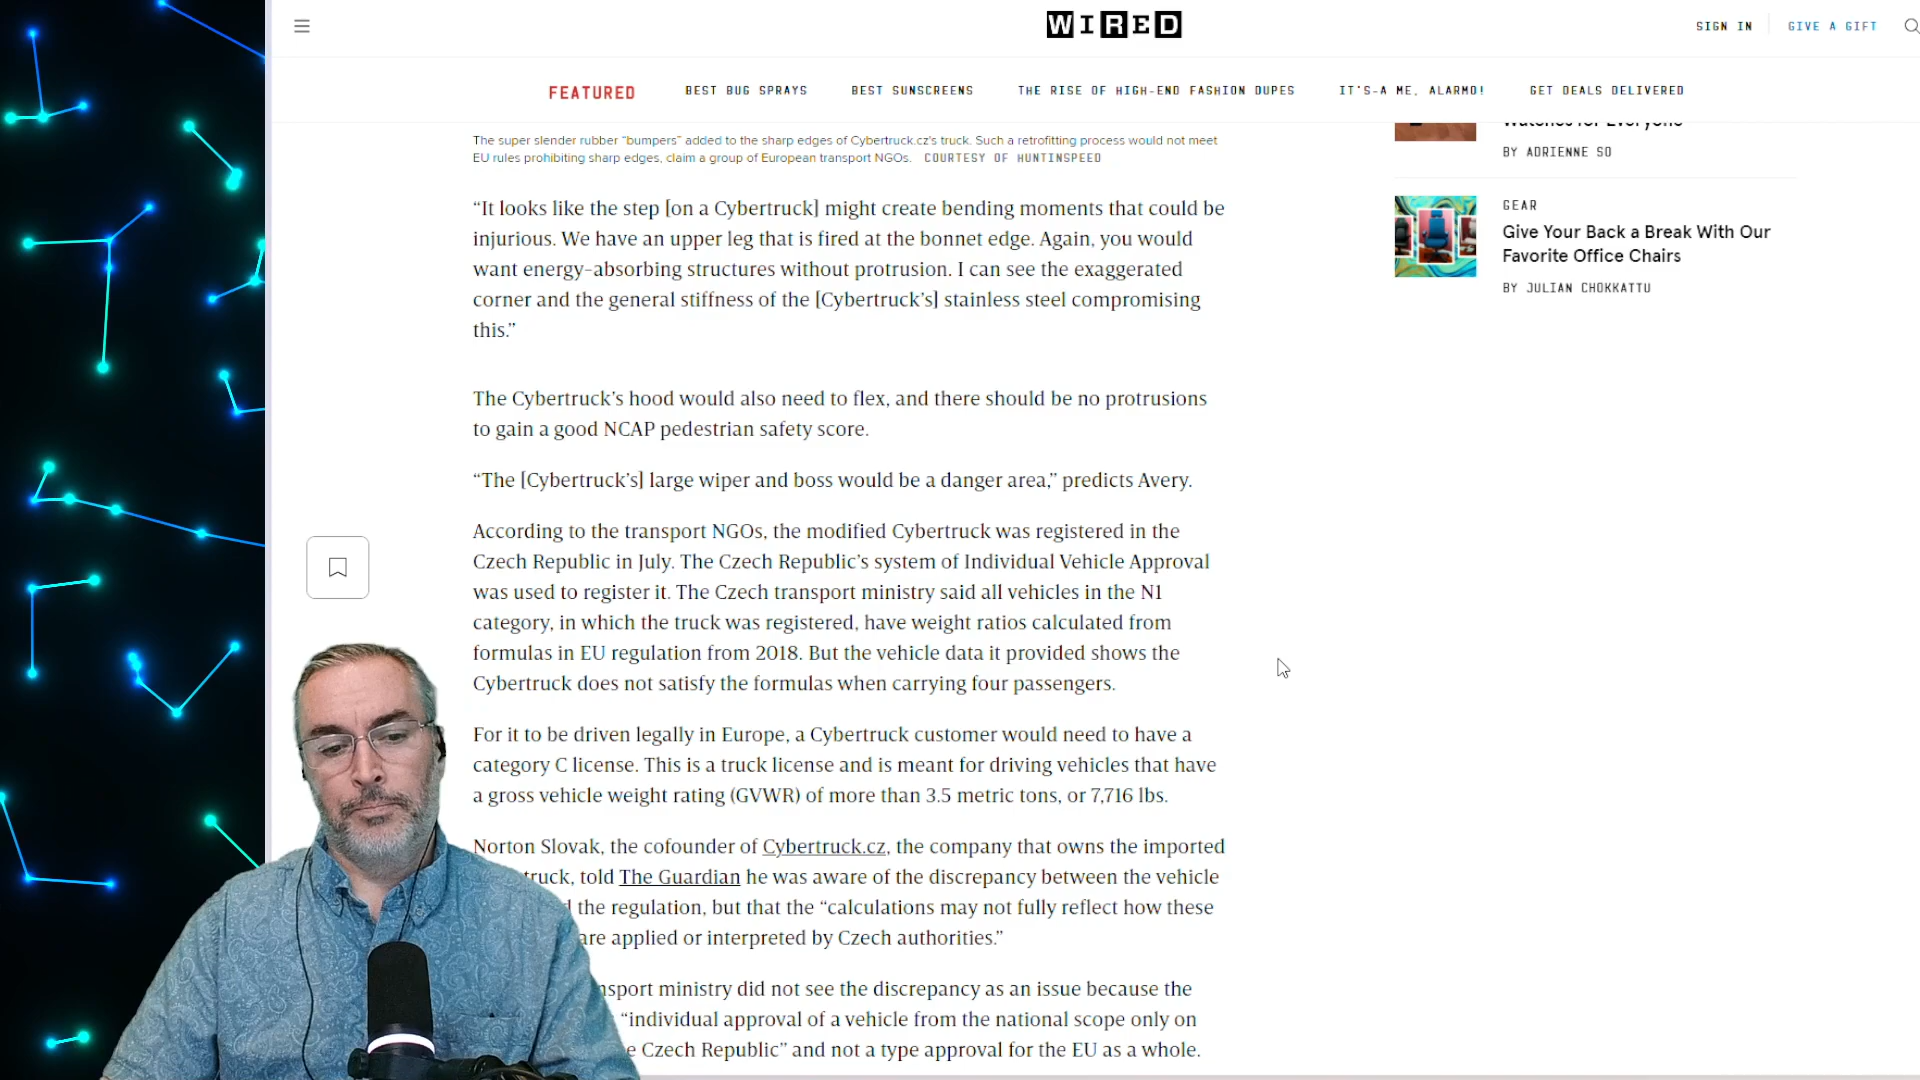 WIRED
SIGN IN
GIVE A GIFT
FEATURED
BEST BUG SPRAYS
BEST SUNSCREENS
THE RISE OF HIGH-END FASHION DUPES
IT'S-A ME, ALARMO!
GET DEALS DELIVERED
The super slender rubber “bumpers” added to the sharp edges of Cybertruck.cz's truck. Such a retrofitting process would not meet
EU rules prohibiting sharp edges, claim a group of European transport NGOs. COURTESY OF HUNTINSPEED
“It looks like the step [on a Cybertruck] might create bending moments that could be
injurious. We have an upper leg that is fired at the bonnet edge. Again, you would
want energy-absorbing structures without protrusion. I can see the exaggerated
corner and the general stiffness of the [Cybertruck’s] stainless steel compromising
this.”
The Cybertruck’s hood would also need to flex, and there should be no protrusions
to gain a good NCAP pedestrian safety score.
“The [Cybertruck’s] large wiper and boss would be a danger area,” predicts Avery.
According to the transport NGOs, the modified Cybertruck was registered in the
Czech Republic in July. The Czech Republic’s system of Individual Vehicle Approval
was used to register it. The Czech transport ministry said all vehicles in the N1
category, in which the truck was registered, have weight ratios calculated from
formulas in EU regulation from 2018. But the vehicle data it provided shows the
Cybertruck does not satisfy the formulas when carrying four passengers.
For it to be driven legally in Europe, a Cybertruck customer would need to have a
category C license. This is a truck license and is meant for driving vehicles that have
a gross vehicle weight rating (GVWR) of more than 3.5 metric tons, or 7,716 lbs.
Norton Slovak, the cofounder of Cybertruck.cz, the company that owns the imported
truck, told The Guardian he was aware of the discrepancy between the vehicle
the regulation, but that the “calculations may not fully reflect how these
are applied or interpreted by Czech authorities.”
sport ministry did not see the discrepancy as an issue because the
“individual approval of a vehicle from the national scope only on
e Czech Republic” and not a type approval for the EU as a whole.
Watches for Everyone
BY ADRIENNE SO
GEAR
Give Your Back a Break With Our
Favorite Office Chairs
BY JULIAN CHOKKATTU